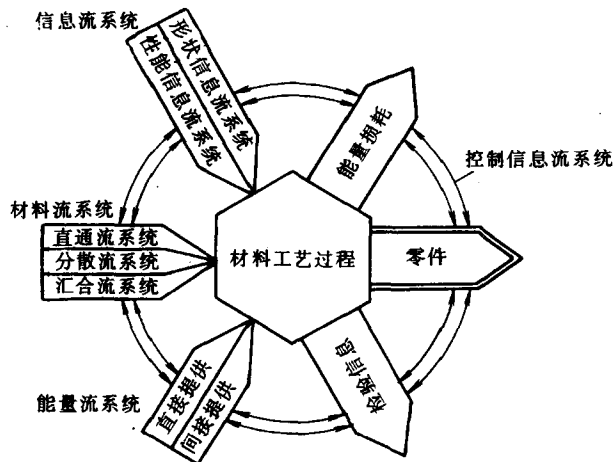 信息流系统
形状信息流系统
性能信息流系统
能量损耗
控制信息流系统
材料流系统
直通流系统
分散流系统
汇合流系统
材料工艺过程
零件
能量流系统
直接提供
间接提供
检验信息